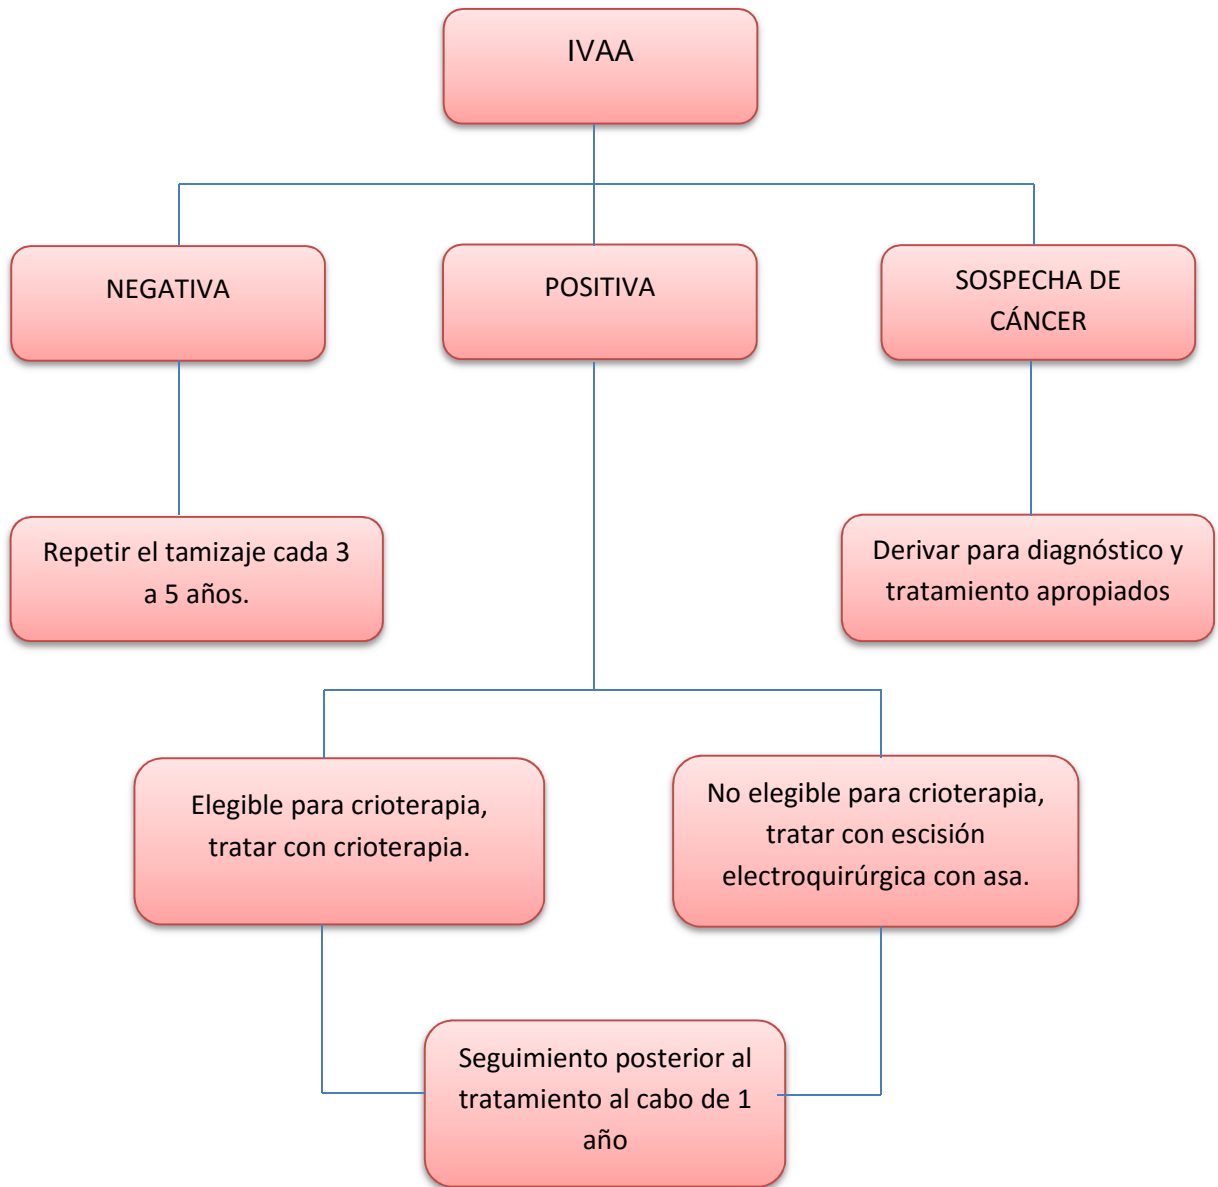 IVAA
NEGATIVA
POSITIVA
SOSPECHA DE
CÁNCER
Repetir el tamizaje cada 3
a 5 años.
Derivar para diagnóstico y
tratamiento apropiados
Elegible para crioterapia,
tratar con crioterapia.
No elegible para crioterapia,
tratar con escisión
electroquirúrgica con asa.
Seguimiento posterior al
tratamiento al cabo de 1
año